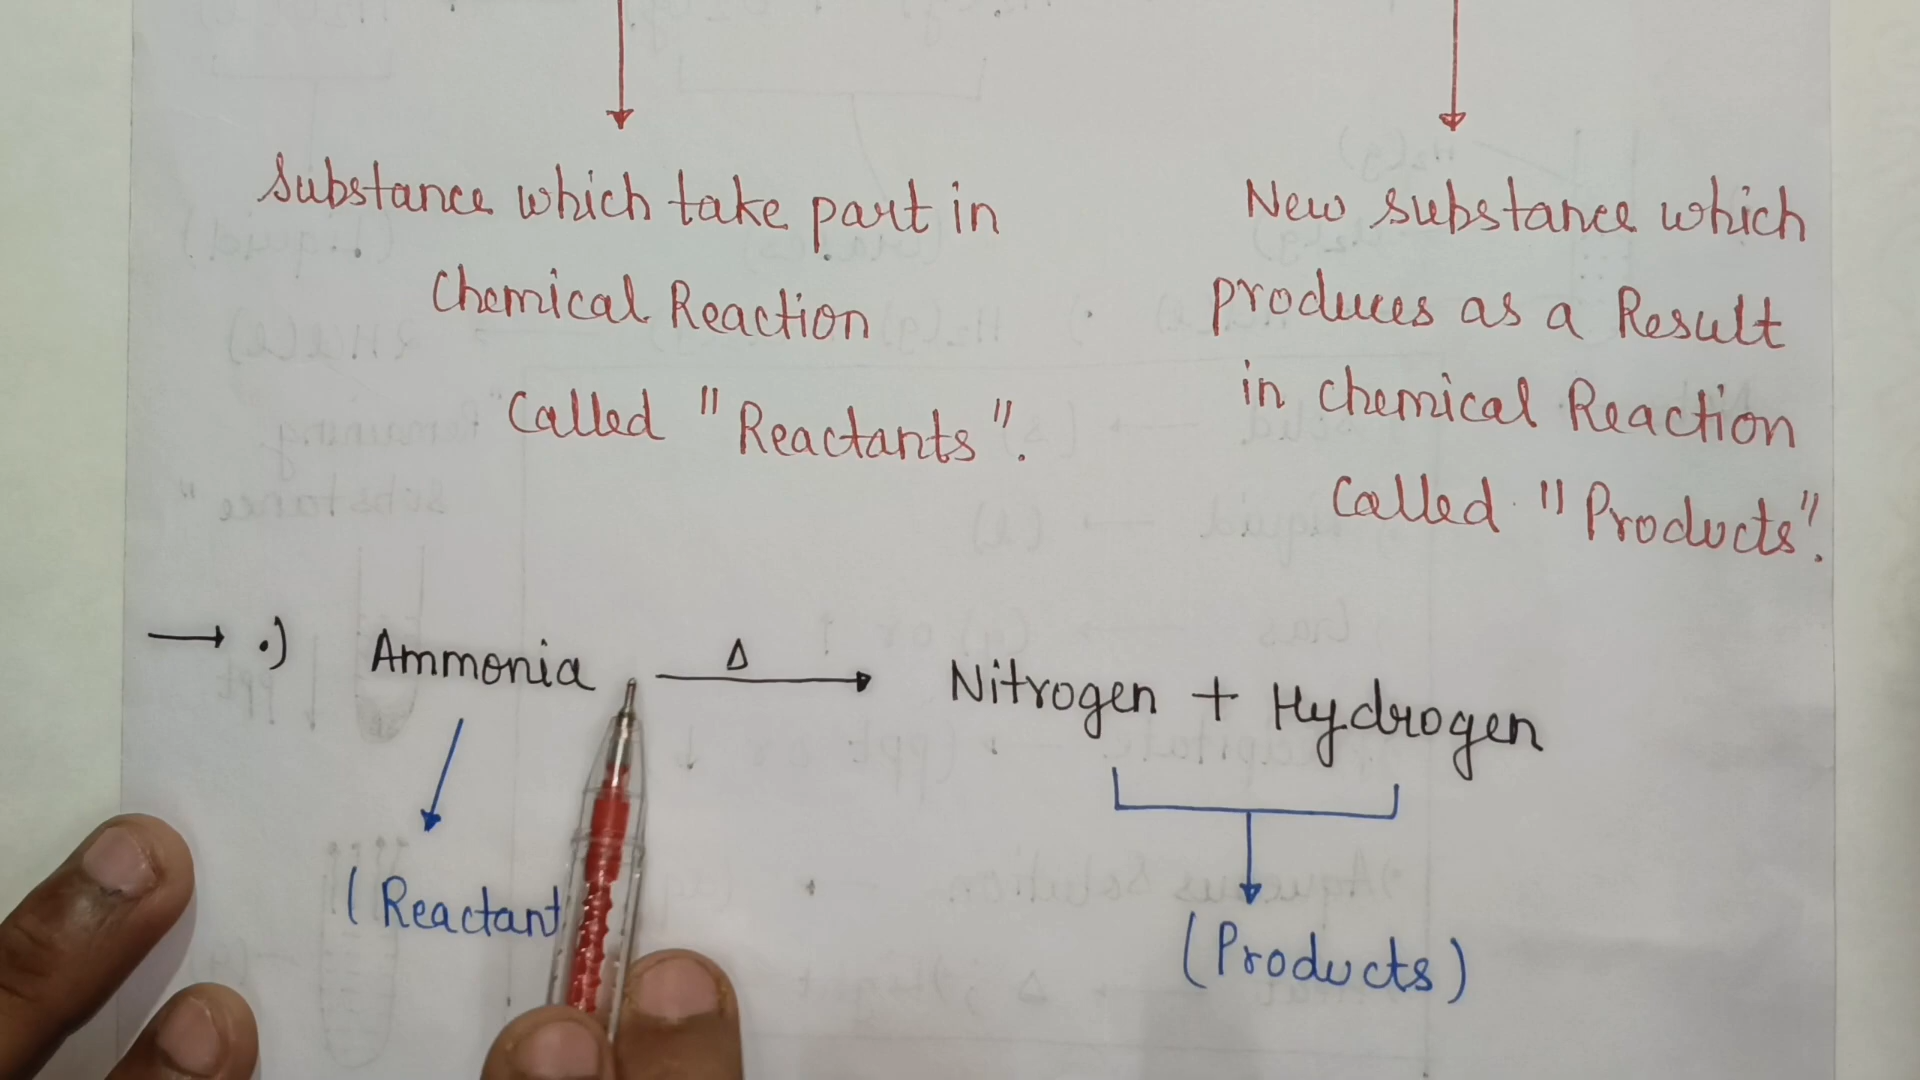 Substance which take part in
Chemical Reaction
Called "Reactants".
New substance which
produces as a Result
in chemical Reaction
Called "Products".
→ •) Ammonia —Δ→ Nitrogen + Hydrogen
(Reactant
(Products)